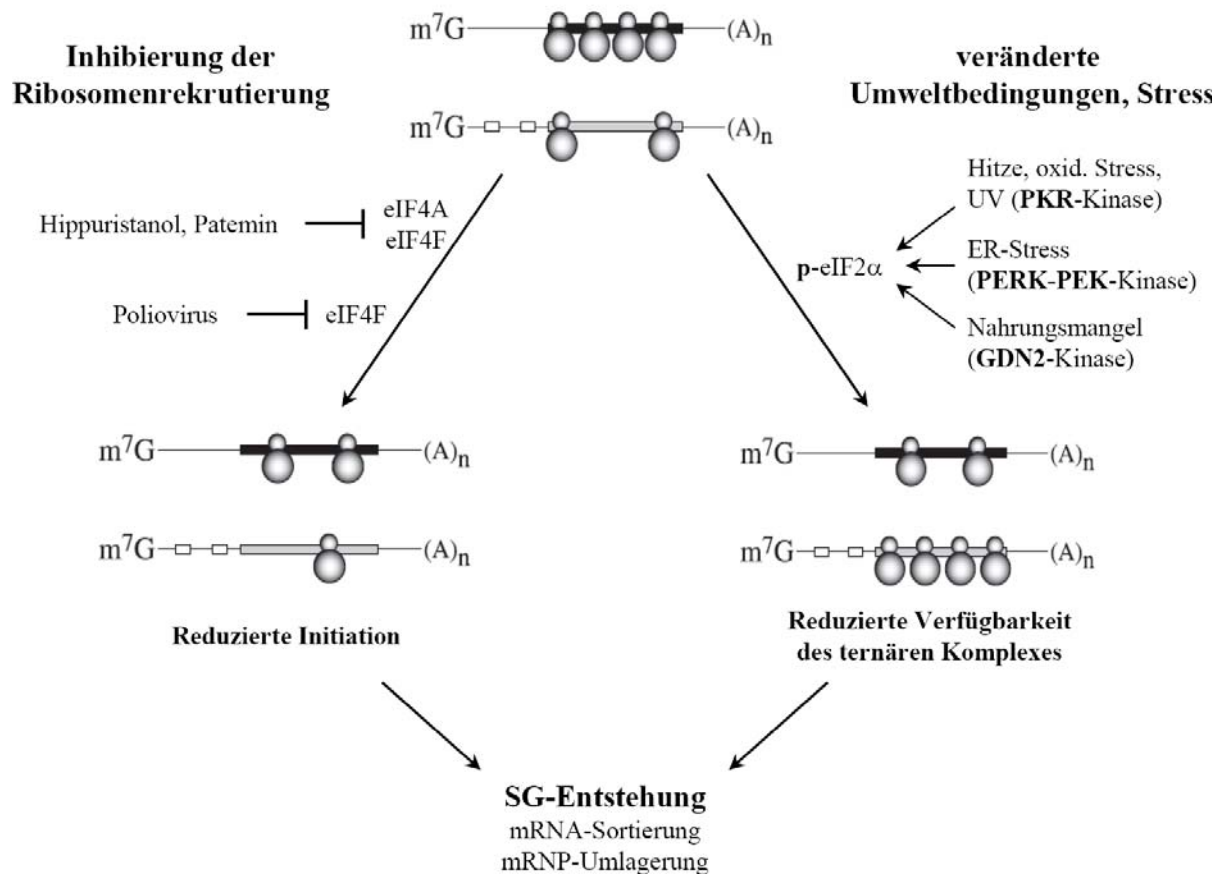 m⁷G (A)n
Inhibierung der
Ribosomenrekrutierung
veränderte
Umweltbedingungen, Stress
m⁷G (A)n
Hippuristanol, Patemin
eIF4A
eIF4F
Poliovirus
eIF4F
Hitze, oxid. Stress,
UV (PKR-Kinase)
p-eIF2α
ER-Stress
(PERK-PEK-Kinase)
Nahrungsmangel
(GDN2-Kinase)
m⁷G (A)n
m⁷G (A)n
Reduzierte Initiation
m⁷G (A)n
m⁷G (A)n
Reduzierte Verfügbarkeit
des ternären Komplexes
SG-Entstehung
mRNA-Sortierung
mRNP-Umlagerung